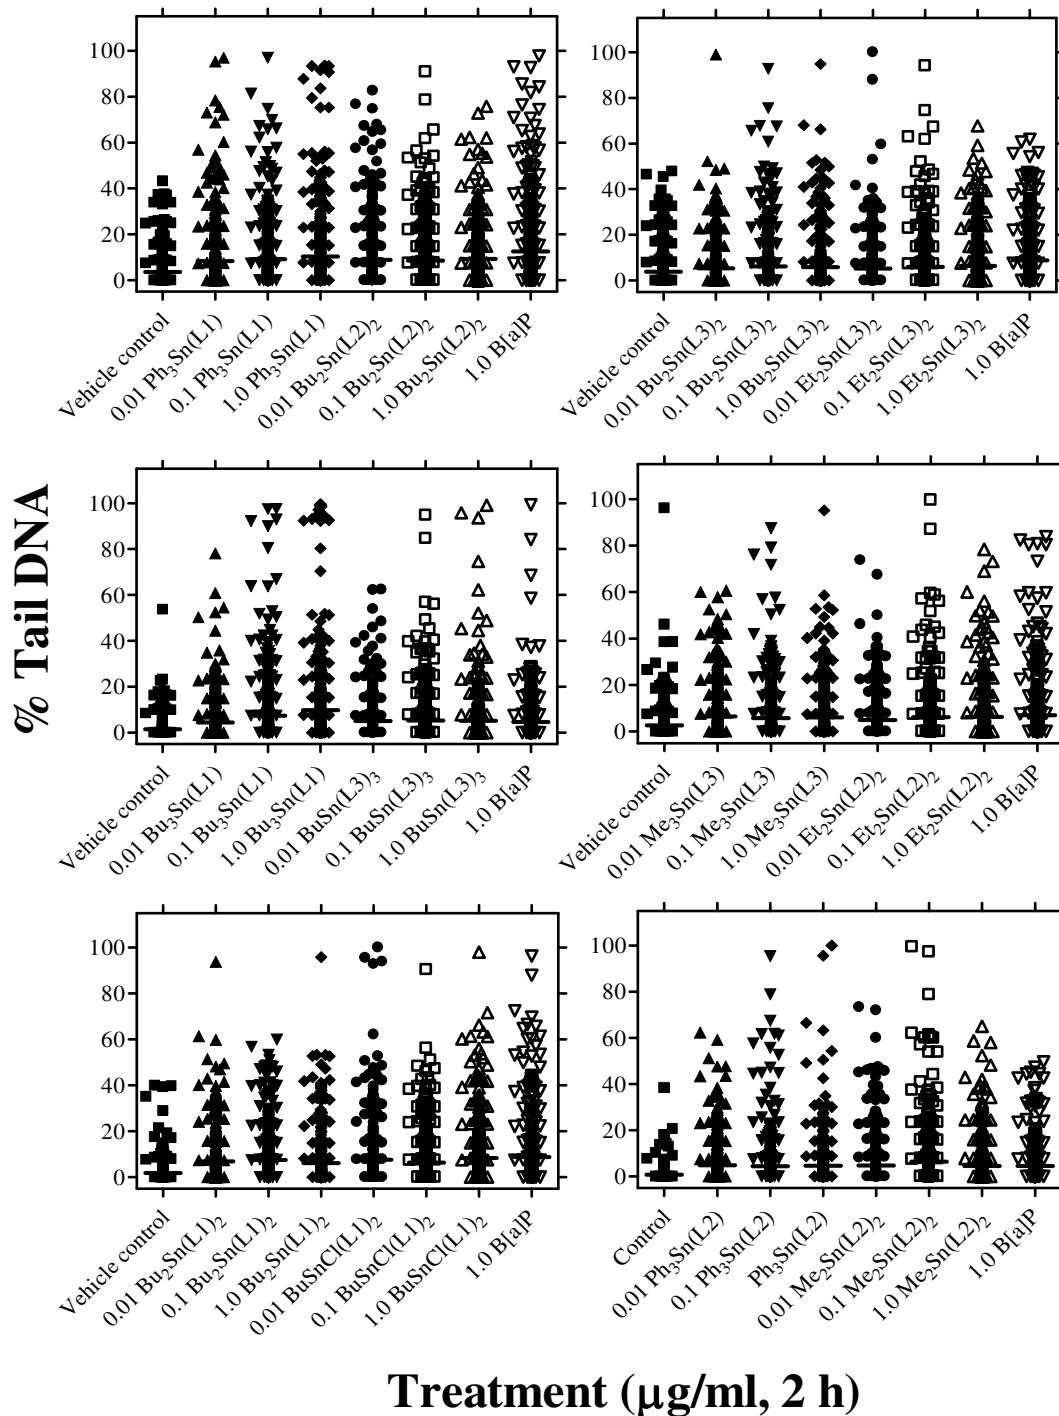 % Tail DNA
100
80
60
40
20
0
Vehicle control
0.01 Ph₃Sn(L1)
0.1 Ph₃Sn(L1)
1.0 Ph₃Sn(L1)
0.01 Bu₂Sn(L2)₂
0.1 Bu₂Sn(L2)₂
1.0 Bu₂Sn(L2)₂
1.0 B[a]P
100
80
60
40
20
0
Vehicle control
0.01 Bu₂Sn(L3)₂
0.1 Bu₂Sn(L3)₂
1.0 Bu₂Sn(L3)₂
0.01 Et₂Sn(L3)₂
0.1 Et₂Sn(L3)₂
1.0 Et₂Sn(L3)₂
1.0 B[a]P
100
80
60
40
20
0
Vehicle control
0.01 Bu₃Sn(L1)
0.1 Bu₃Sn(L1)
1.0 Bu₃Sn(L1)
0.01 BuSn(L3)₃
0.1 BuSn(L3)₃
1.0 BuSn(L3)₃
1.0 B[a]P
100
80
60
40
20
0
Vehicle control
0.01 Me₃Sn(L3)
0.1 Me₃Sn(L3)
1.0 Me₃Sn(L3)
0.01 Et₂Sn(L2)₂
0.1 Et₂Sn(L2)₂
1.0 Et₂Sn(L2)₂
1.0 B[a]P
100
80
60
40
20
0
Vehicle control
0.01 Bu₂Sn(L1)₂
0.1 Bu₂Sn(L1)₂
1.0 Bu₂Sn(L1)₂
0.01 BuSnCl(L1)₂
0.1 BuSnCl(L1)₂
1.0 BuSnCl(L1)₂
1.0 B[a]P
100
80
60
40
20
0
Control
0.01 Ph₃Sn(L2)
0.1 Ph₃Sn(L2)
Ph₃Sn(L2)
0.01 Me₂Sn(L2)₂
0.1 Me₂Sn(L2)₂
1.0 Me₂Sn(L2)₂
1.0 B[a]P
Treatment (μg/ml, 2 h)